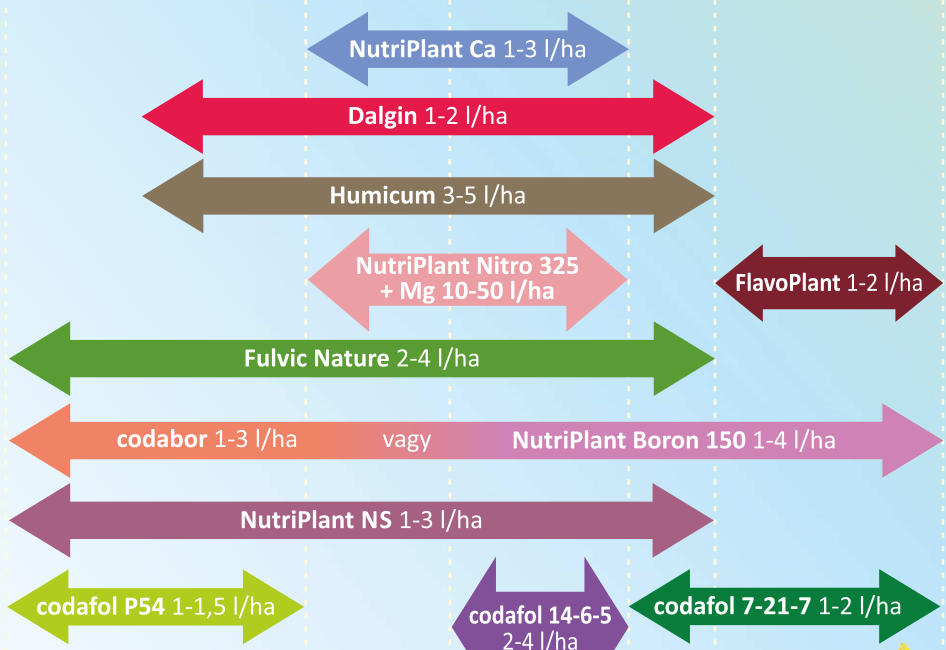 NutriPlant Ca 1-3 l/ha
Dalgin 1-2 l/ha
Humicum 3-5 l/ha
NutriPlant Nitro 325
+ Mg 10-50 l/ha
FlavoPlant 1-2 l/ha
Fulvic Nature 2-4 l/ha
codabor 1-3 l/ha vagy NutriPlant Boron 150 1-4 l/ha
NutriPlant NS 1-3 l/ha
codafol P54 1-1,5 l/ha
codafol 14-6-5
2-4 l/ha
codafol 7-21-7 1-2 l/ha